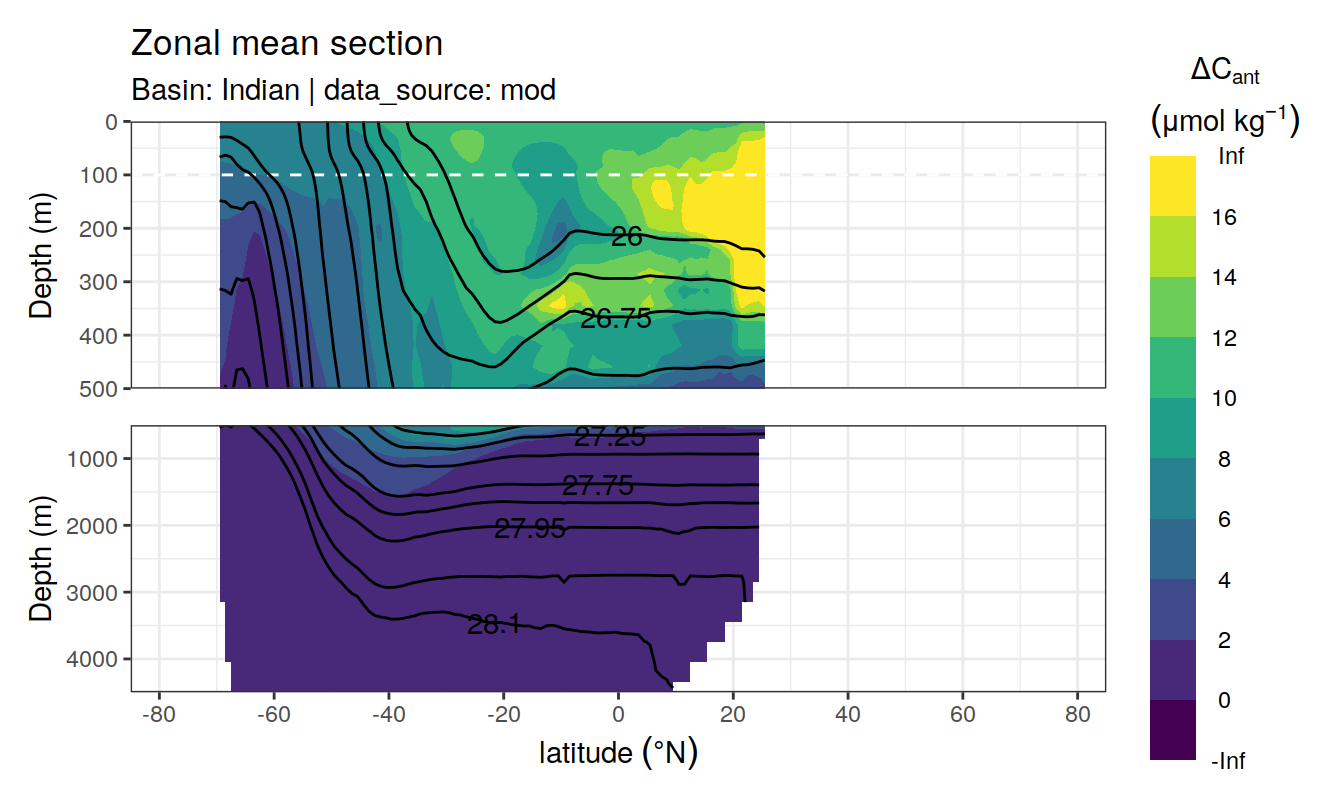 Zonal mean section
Basin: Indian | data_source: mod
ΔCant
(μmol kg⁻¹)
Inf
16
14
12
10
8
6
4
2
0
-Inf
Depth (m)
0
100
200
300
400
500
26
26.75
Depth (m)
1000
2000
3000
4000
27.25
27.75
27.95
28.1
-80 -60 -40 -20 0 20 40 60 80
latitude (°N)